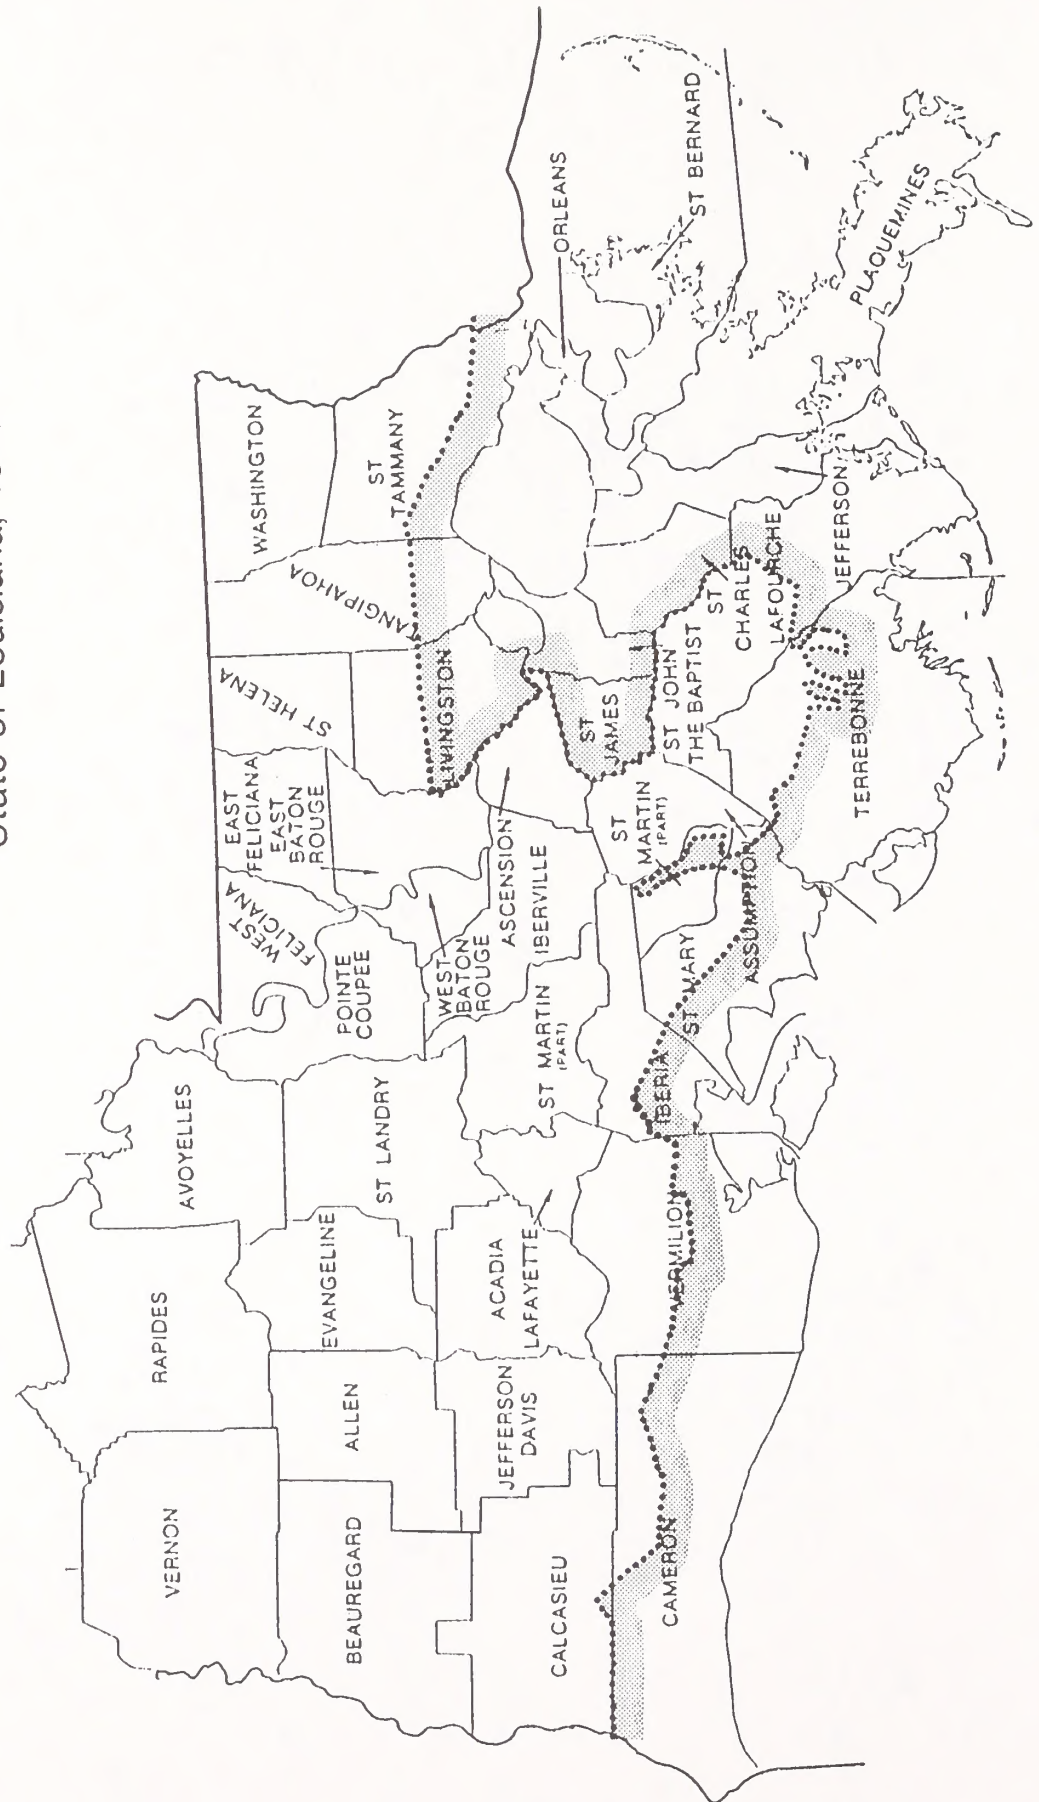 WASHINGTON
ST
TAMMANY
TANGIPAHOA
ST HELENA
LIVINGSTON
EAST
FELICIANA
EAST
BATON
ROUGE
WEST
FELICIANA
POINTE
COUPEE
WEST
BATON
ROUGE
ASCENSION
IBERVILLE
ST MARTIN
(PART)
AVOYELLES
ST LANDRY
RAPIDES
EVANGELINE
ACADIA
LAFAYETTE
VERNON
ALLEN
BEAUREGARD
JEFFERSON
DAVIS
CALCASIEU
CAMERON
VERMILION
IBERIA
ST MARY
ASSUMPTION
ST
MARTIN
(PART)
ST
JAMES
ST JOHN
THE BAPTIST
ST
CHARLES
LAFOURCHE
TERREBONNE
JEFFERSON
ORLEANS
ST BERNARD
PLAQUEMINES